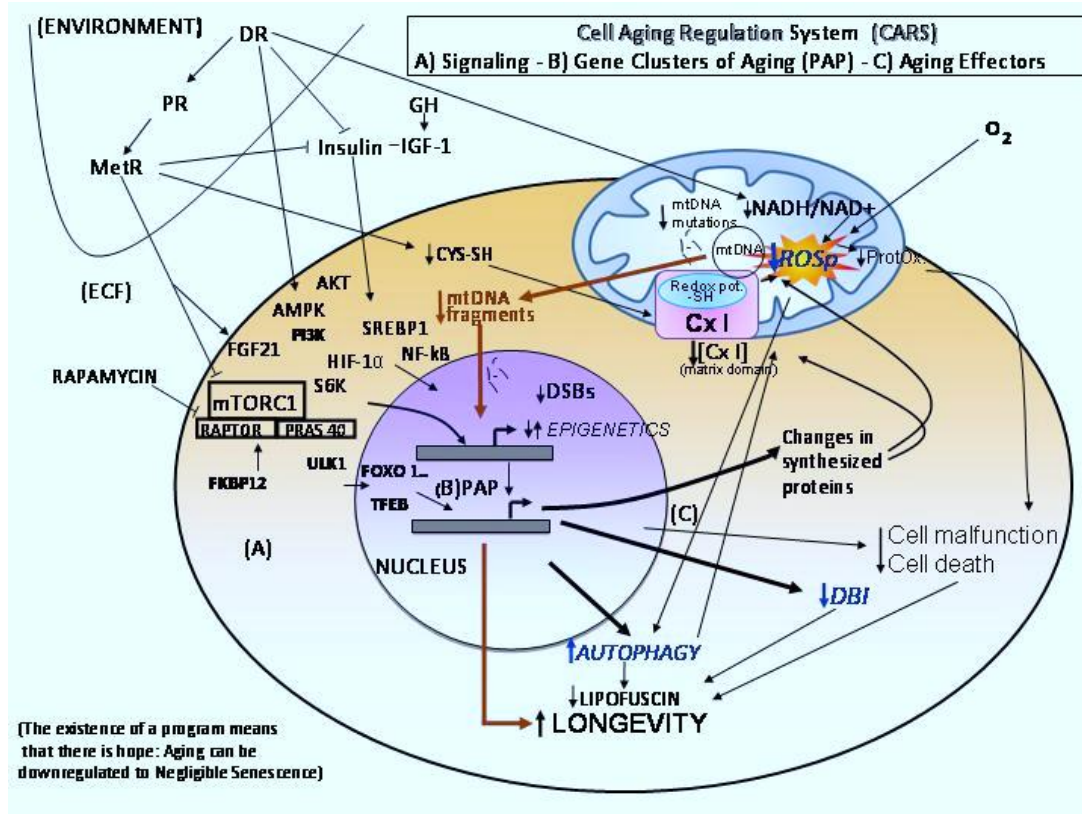 (ENVIRONMENT)
DR
Cell Aging Regulation System (CARS)
A) Signaling - B) Gene Clusters of Aging (PAP) - C) Aging Effectors
PR
GH
MetR
Insulin
IGF-1
O2
mtDNA
mutations
NADH/NAD+
(-)
mtDNA
ROSp
ProtOx.
CYS-SH
Redox pot.
-SH
Cx I
[Cx I]
(matrix domain)
(ECF)
AKT
AMPK
PI3K
FGF21
mtDNA
fragments
SREBP1
HIF-1α
NF-kB
S6K
RAPAMYCIN
mTORC1
RAPTOR
PRAS 40
FKBP12
ULK1
FOXO 1...
TFEB
(-)
DSBs
EPIGENETICS
(B)PAP
NUCLEUS
Changes in
synthesized
proteins
(A)
(C)
Cell malfunction
Cell death
DBI
AUTOPHAGY
LIPOFUSCIN
LONGEVITY
(The existence of a program means
that there is hope: Aging can be
downregulated to Negligible Senescence)